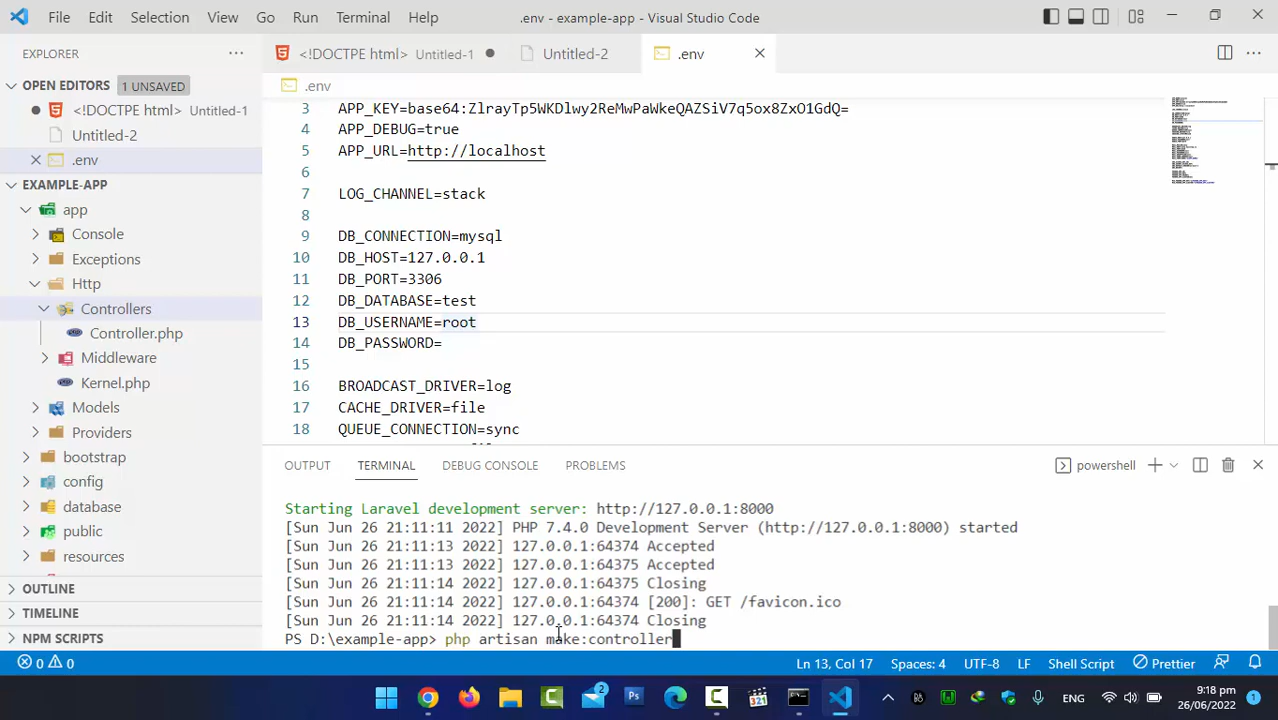 File Edit Selection View Go Run Terminal Help .env - example-app - Visual Studio Code
EXPLORER
OPEN EDITORS 1 UNSAVED
<!DOCTPE html> Untitled-1
Untitled-2
.env
EXAMPLE-APP
app
Console
Exceptions
Http
Controllers
Controller.php
Middleware
Kernel.php
Models
Providers
bootstrap
config
database
public
resources
OUTLINE
TIMELINE
NPM SCRIPTS
<!DOCTPE html> Untitled-1 Untitled-2 .env
.env
3 APP_KEY=base64:ZlrayTp5WKDlwy2ReMwPaWkeQAZSiV7q5ox8ZxO1GdQ=
4 APP_DEBUG=true
5 APP_URL=http://localhost
6
7 LOG_CHANNEL=stack
8
9 DB_CONNECTION=mysql
10 DB_HOST=127.0.0.1
11 DB_PORT=3306
12 DB_DATABASE=test
13 DB_USERNAME=root
14 DB_PASSWORD=
15
16 BROADCAST_DRIVER=log
17 CACHE_DRIVER=file
18 QUEUE_CONNECTION=sync
OUTPUT TERMINAL DEBUG CONSOLE PROBLEMS powershell
Starting Laravel development server: http://127.0.0.1:8000
[Sun Jun 26 21:11:11 2022] PHP 7.4.0 Development Server (http://127.0.0.1:8000) started
[Sun Jun 26 21:11:13 2022] 127.0.0.1:64374 Accepted
[Sun Jun 26 21:11:13 2022] 127.0.0.1:64375 Accepted
[Sun Jun 26 21:11:14 2022] 127.0.0.1:64375 Closing
[Sun Jun 26 21:11:14 2022] 127.0.0.1:64374 [200]: GET /favicon.ico
[Sun Jun 26 21:11:14 2022] 127.0.0.1:64374 Closing
PS D:\example-app> php artisan make:controller
0 0 Ln 13, Col 17 Spaces: 4 UTF-8 LF Shell Script Prettier
2 Ps 321 ENG 9:18 pm
26/06/2022 1